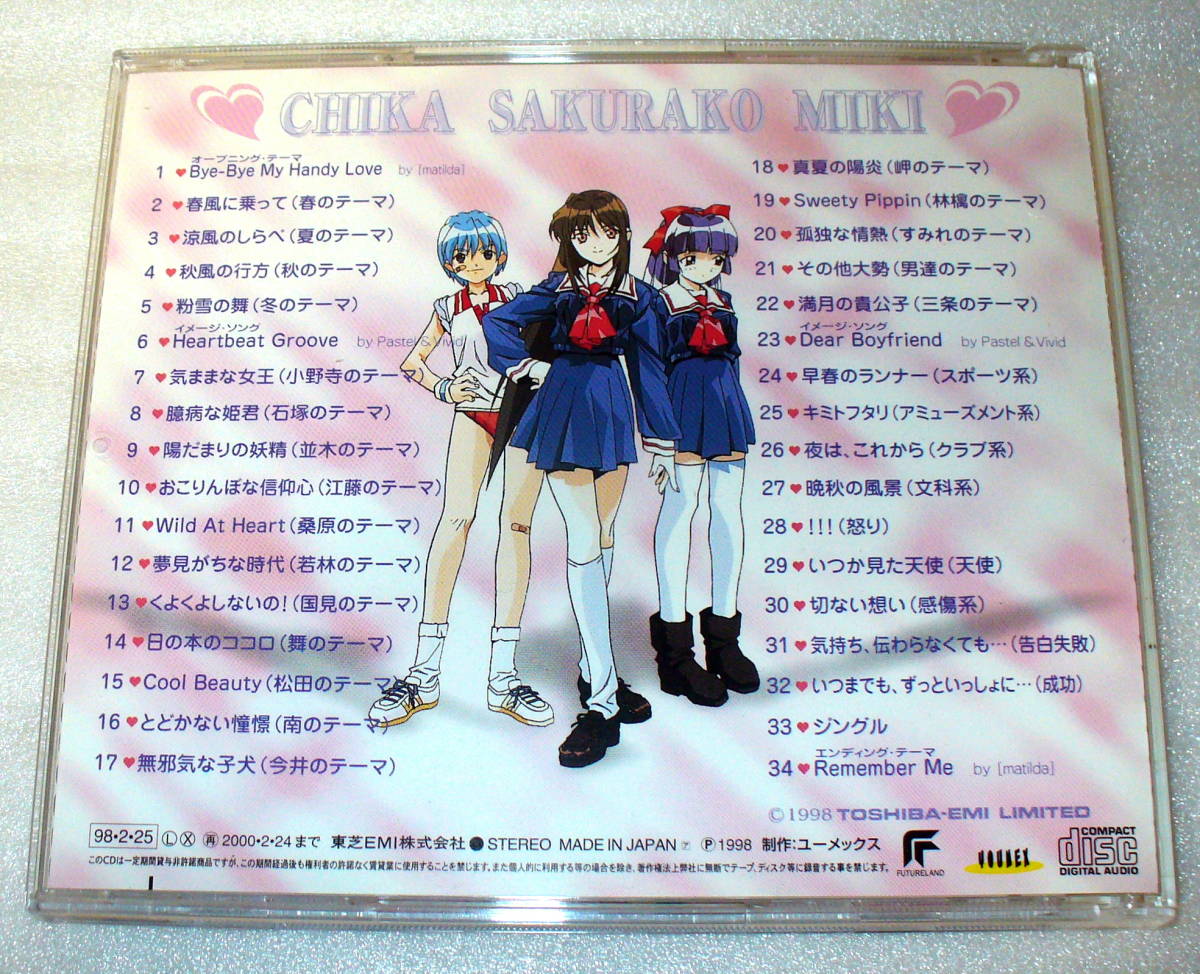 CHIKA SAKURAKO MIKI
オープニング・テーマ
1 ♥ Bye-Bye My Handy Love by [matilda]
2 ♥ 春風に乗って(春のテーマ)
3 ♥ 涼風のしらべ(夏のテーマ)
4 ♥ 秋風の行方(秋のテーマ)
5 ♥ 粉雪の舞(冬のテーマ)
イメージ・ソング
6 ♥ Heartbeat Groove by Pastel & Vivid
7 ♥ 気ままな女王(小野寺のテーマ)
8 ♥ 臆病な姫君(石塚のテーマ)
9 ♥ 陽だまりの妖精(並木のテーマ)
10 ♥ おこりんぼな信仰心(江藤のテーマ)
11 ♥ Wild At Heart(桑原のテーマ)
12 ♥ 夢見がちな時代(若林のテーマ)
13 ♥ くよくよしないの!(国見のテーマ)
14 ♥ 日の本のココロ(舞のテーマ)
15 ♥ Cool Beauty(松田のテーマ)
16 ♥ とどかない憧憬(南のテーマ)
17 ♥ 無邪気な子犬(今井のテーマ)
18 ♥ 真夏の陽炎(岬のテーマ)
19 ♥ Sweety Pippin(林檎のテーマ)
20 ♥ 孤独な情熱(すみれのテーマ)
21 ♥ その他大勢(男達のテーマ)
22 ♥ 満月の貴公子(三条のテーマ)
イメージ・ソング
23 ♥ Dear Boyfriend by Pastel & Vivid
24 ♥ 早春のランナー(スポーツ系)
25 ♥ キミトフタリ(アミューズメント系)
26 ♥ 夜は、これから(クラブ系)
27 ♥ 晩秋の風景(文科系)
28 ♥ !!!(怒り)
29 ♥ いつか見た天使(天使)
30 ♥ 切ない想い(感傷系)
31 ♥ 気持ち、伝わらなくても…(告白失敗)
32 ♥ いつまでも、ずっといっしょに…(成功)
33 ♥ ジングル
エンディング・テーマ
34 ♥ Remember Me by [matilda]
©1998 TOSHIBA-EMI LIMITED
98・2・25 Ⓛ Ⓧ ㊢ 2000・2・24まで 東芝EMI株式会社 ● STEREO MADE IN JAPAN ア Ⓟ 1998 制作:ユーメックス
このCDは一定期間貸与非許諾商品ですが、この期間経過後も権利者の許諾なく賃貸業に使用することを禁じます。また個人的に利用する等の場合を除き、著作権法上弊社に無断でテープ、ディスク等に録音する事を禁じます。
FUTURELAND
YOUMEX
COMPACT
disc
DIGITAL AUDIO